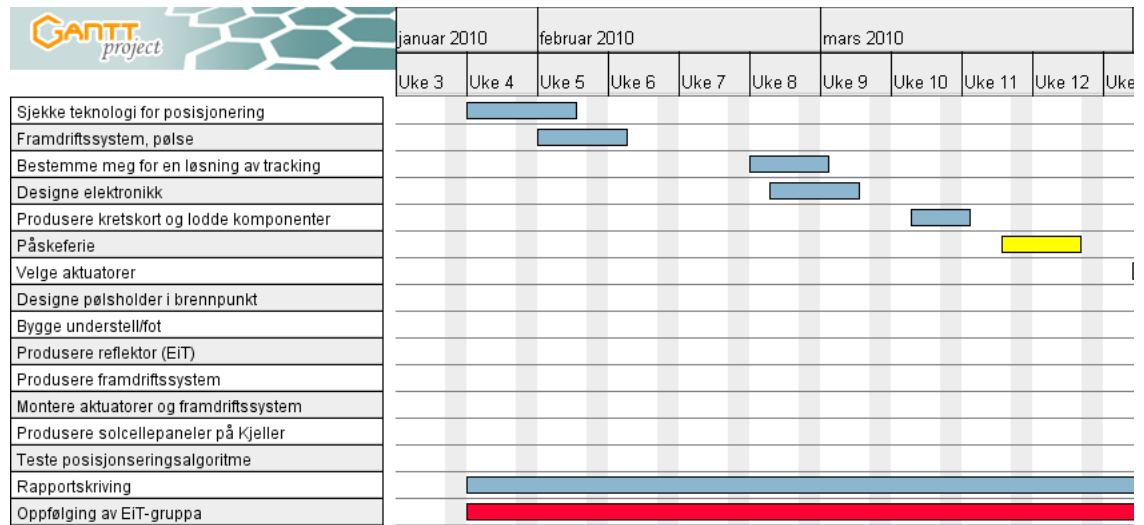 GANTT
project
januar 2010 februar 2010 mars 2010
Uke 3 Uke 4 Uke 5 Uke 6 Uke 7 Uke 8 Uke 9 Uke 10 Uke 11 Uke 12 Uke
Sjekke teknologi for posisjonering
Framdriftssystem, pølse
Bestemme meg for en løsning av tracking
Designe elektronikk
Produsere kretskort og lodde komponenter
Påskeferie
Velge aktuatorer
Designe pølsholder i brennpunkt
Bygge understell/fot
Produsere reflektor (EiT)
Produsere framdriftssystem
Montere aktuatorer og framdriftssystem
Produsere solcellepaneler på Kjeller
Teste posisjonseringsalgoritme
Rapportskriving
Oppfølging av EiT-gruppa